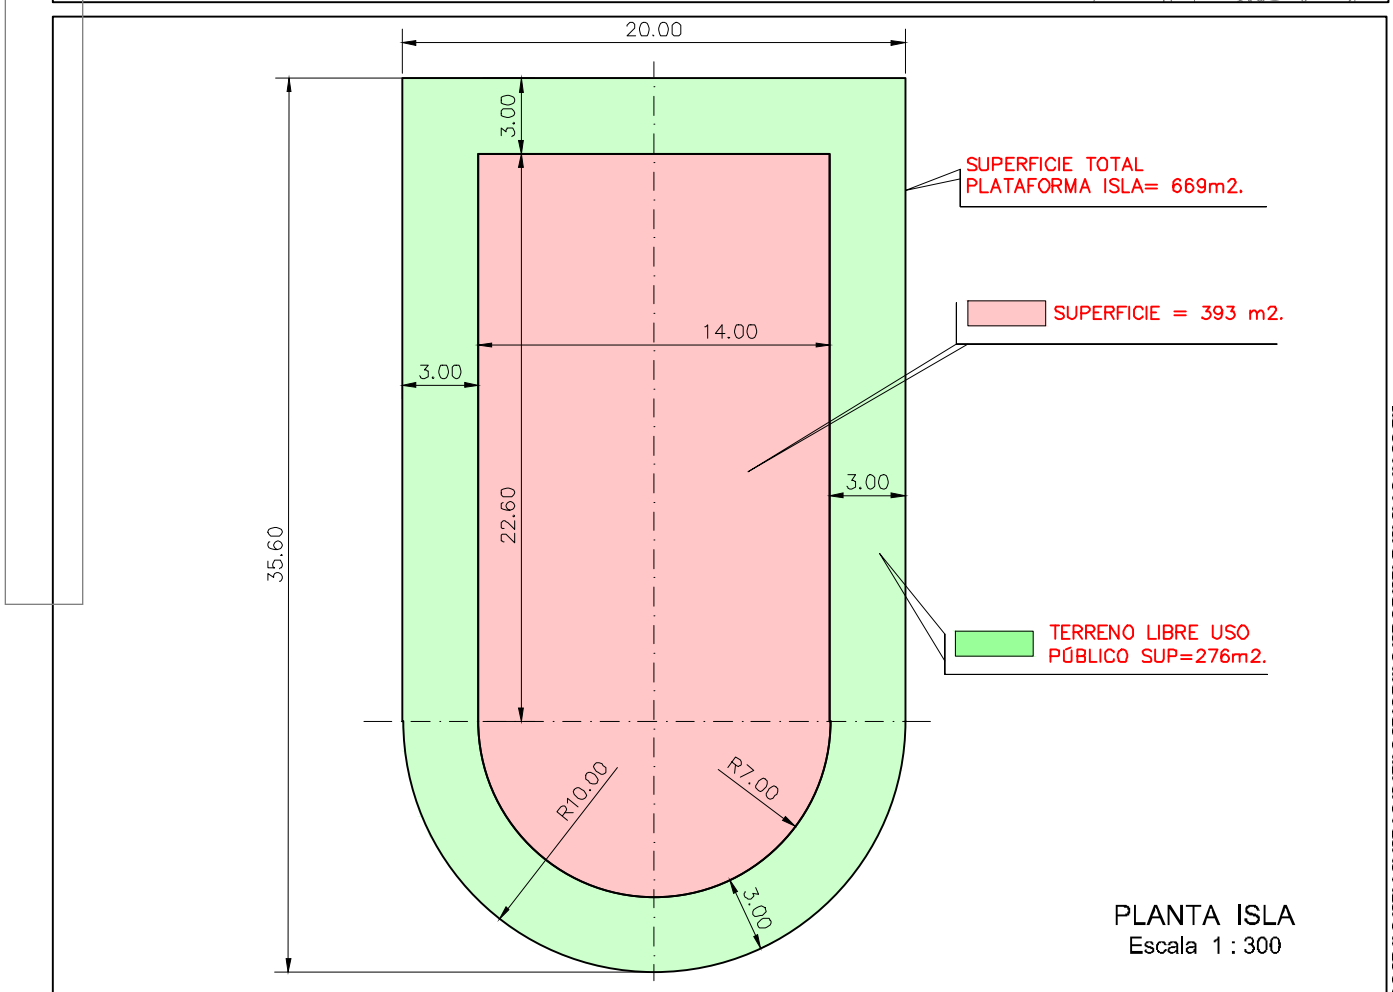 20.00
3.00
SUPERFICIE TOTAL
PLATAFORMA ISLA= 669m2.
SUPERFICIE = 393 m2.
14.00
3.00
3.00
22.60
35.60
TERRENO LIBRE USO
PÚBLICO SUP=276m2.
R10.00
R7.00
3.00
PLANTA ISLA
Escala 1 : 300